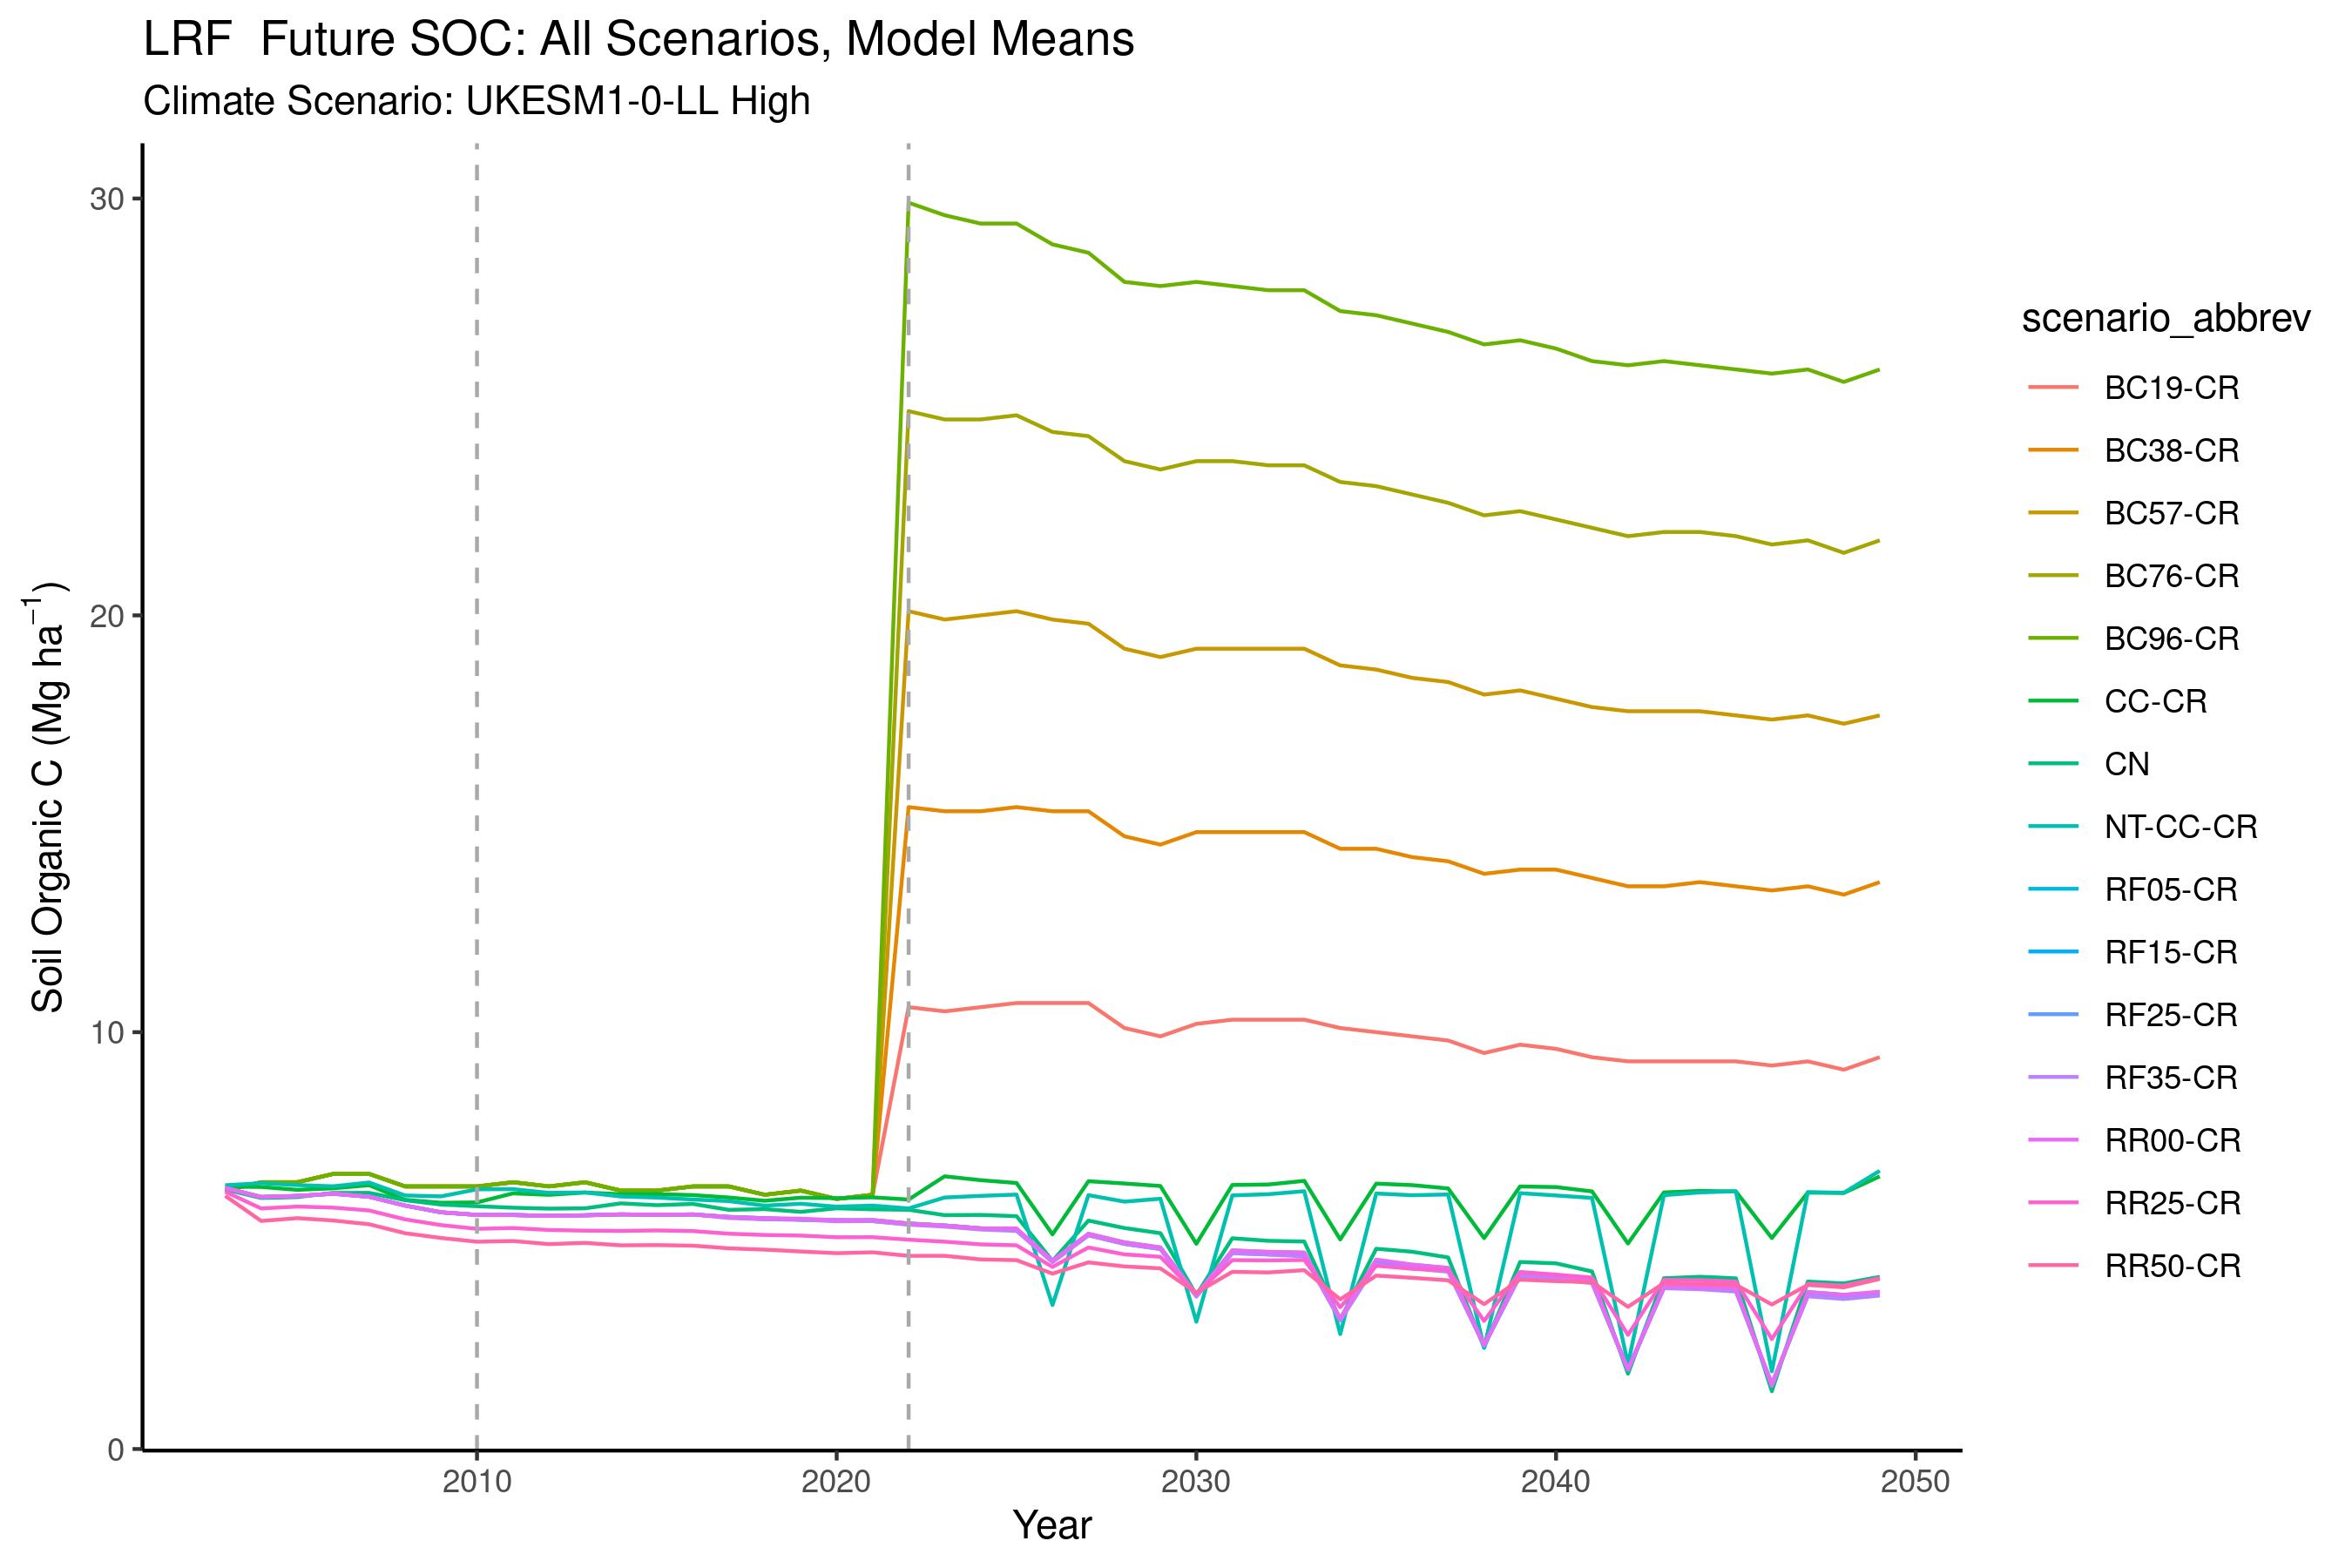 LRF  Future SOC: All Scenarios, Model Means
Climate Scenario: UKESM1-0-LL High
Soil Organic C (Mg ha⁻¹)
30
20
10
0
2010
2020
2030
2040
2050
Year
scenario_abbrev
BC19-CR
BC38-CR
BC57-CR
BC76-CR
BC96-CR
CC-CR
CN
NT-CC-CR
RF05-CR
RF15-CR
RF25-CR
RF35-CR
RR00-CR
RR25-CR
RR50-CR